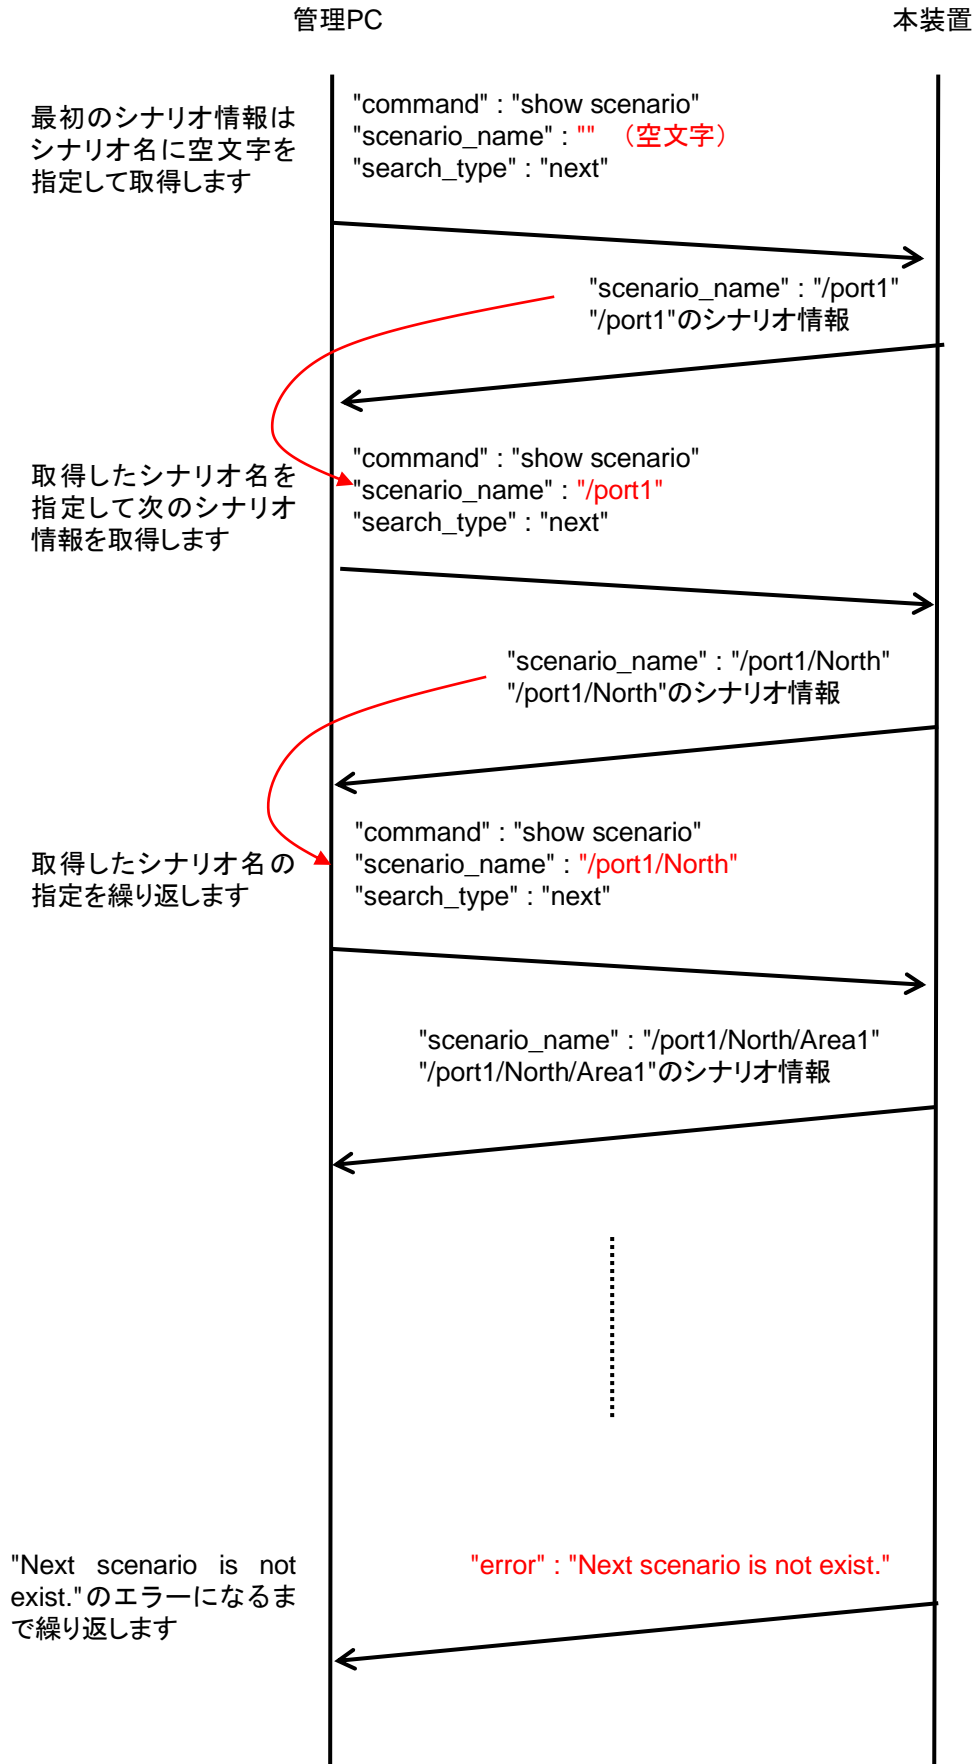 管理PC
本装置
最初のシナリオ情報は
シナリオ名に空文字を
指定して取得します
"command" : "show scenario"
"scenario_name" : "" （空文字）
"search_type" : "next"
"scenario_name" : "/port1"
"/port1"のシナリオ情報
取得したシナリオ名を
指定して次のシナリオ
情報を取得します
"command" : "show scenario"
"scenario_name" : "/port1"
"search_type" : "next"
"scenario_name" : "/port1/North"
"/port1/North"のシナリオ情報
取得したシナリオ名の
指定を繰り返します
"command" : "show scenario"
"scenario_name" : "/port1/North"
"search_type" : "next"
"scenario_name" : "/port1/North/Area1"
"/port1/North/Area1"のシナリオ情報
"Next scenario is not
exist."のエラーになるま
で繰り返します
"error" : "Next scenario is not exist."